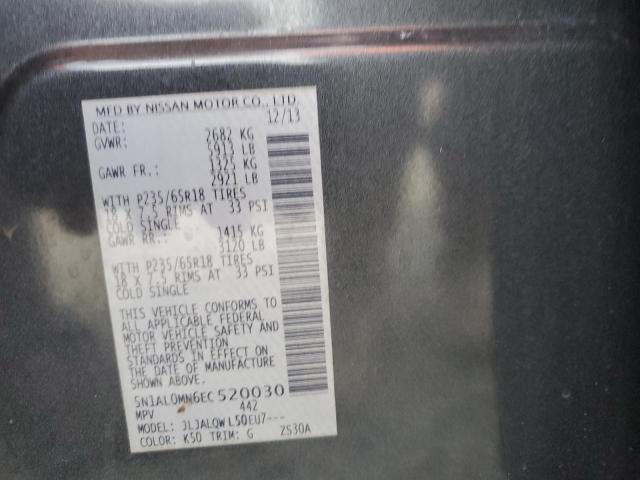 MFD BY NISSAN MOTOR CO., LTD.
DATE: 12/13
GVWR: 2682 KG
5913 LB
GAWR FR.: 1325 KG
2921 LB
WITH P235/65R18 TIRES
18 X 7.5 RIMS AT 33 PSI
COLD SINGLE
GAWR RR.: 1415 KG
3120 LB
WITH P235/65R18 TIRES
18 X 7.5 RIMS AT 33 PSI
COLD SINGLE
THIS VEHICLE CONFORMS TO
ALL APPLICABLE FEDERAL
MOTOR VEHICLE SAFETY AND
THEFT PREVENTION
STANDARDS IN EFFECT ON
THE DATE OF MANUFACTURE
SHOWN ABOVE.
5N1AL0MN6EC520030
MPV 442
MODEL: JLJALQWL50EU7---
COLOR: K50 TRIM: G ZS30A